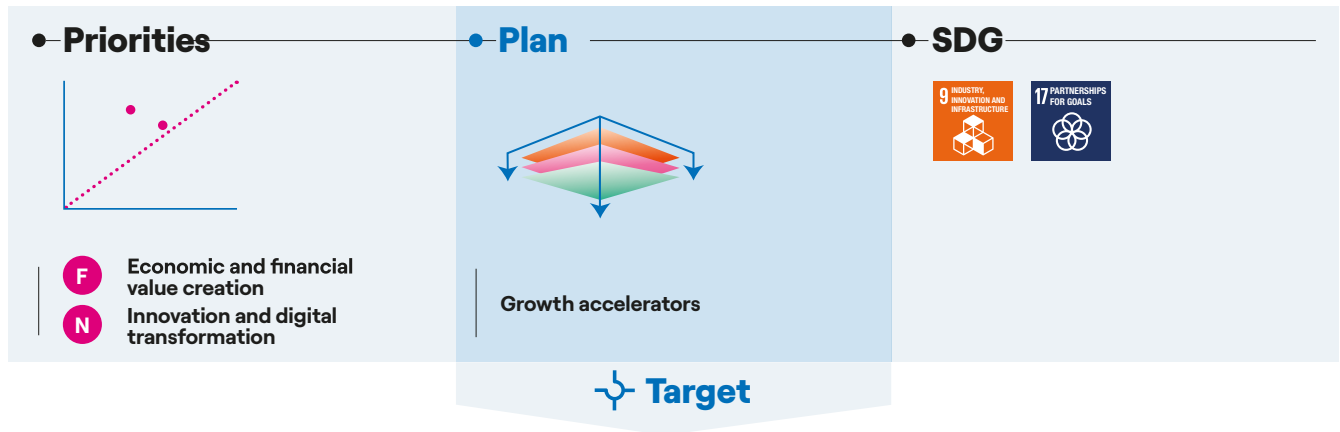 Priorities
Plan
SDG
9 INDUSTRY,
INNOVATION AND
INFRASTRUCTURE
17 PARTNERSHIPS
FOR GOALS
F Economic and financial
value creation
N Innovation and digital
transformation
Growth accelerators
Target